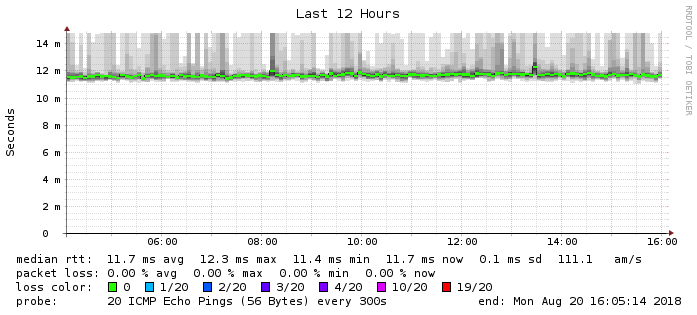 Last 12 Hours
RRDTOOL / TOBI OETIKER
Seconds
14 m
12 m
10 m
8 m
6 m
4 m
2 m
0
06:00 08:00 10:00 12:00 14:00 16:00
median rtt: 11.7 ms avg 12.3 ms max 11.4 ms min 11.7 ms now 0.1 ms sd 111.1 am/s
packet loss: 0.00 % avg 0.00 % max 0.00 % min 0.00 % now
loss color: 0 1/20 2/20 3/20 4/20 10/20 19/20
probe: 20 ICMP Echo Pings (56 Bytes) every 300s end: Mon Aug 20 16:05:14 2018